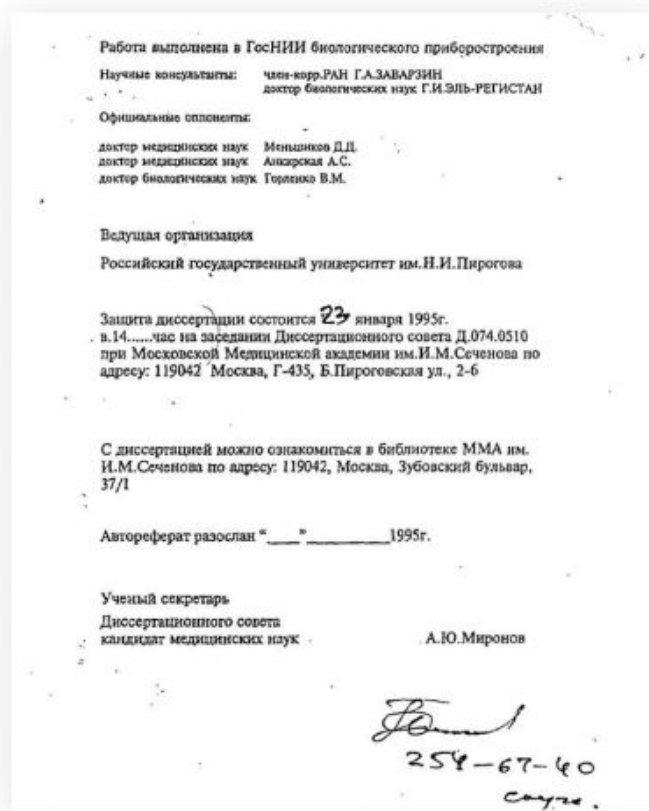 Работа выполнена в ГосНИИ биологического приборостроения
Научные консультанты: член-корр.РАН Г.А.ЗАВАРЗИН
доктор биологических наук Г.И.ЭЛЬ-РЕГИСТАН
Официальные оппоненты:
доктор медицинских наук Меньшиков Д.Д.
доктор медицинских наук Анкирская А.С.
доктор биологических наук Горленко В.М.
Ведущая организация
Российский государственный университет им.Н.И.Пирогова
Защита диссертации состоится 23 января 1995г.
в.14......час на заседании Диссертационного совета Д.074.0510
при Московской Медицинской академии им.И.М.Сеченова по
адресу: 119042 Москва, Г-435, Б.Пироговская ул., 2-6
С диссертацией можно ознакомиться в библиотеке ММА им.
И.М.Сеченова по адресу: 119042, Москва, Зубовский бульвар,
37/1
Автореферат разослан “____”__________1995г.
Ученый секретарь
Диссертационного совета
кандидат медицинских наук А.Ю.Миронов
254-67-40